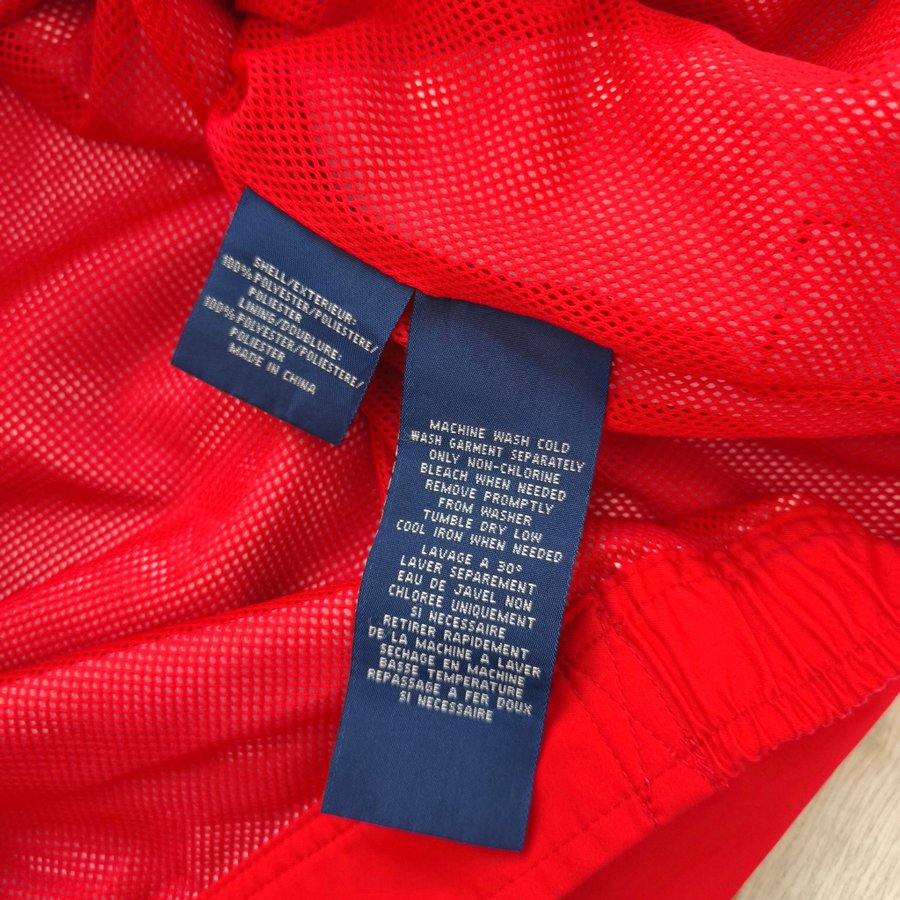 SHELL/EXTERIEUR:
100% POLYESTER/POLIESTERE/
POLIESTER
LINING/DOUBLURE:
100% POLYESTER/POLIESTERE/
POLIESTER
MADE IN CHINA
MACHINE WASH COLD
WASH GARMENT SEPARATELY
ONLY NON-CHLORINE
BLEACH WHEN NEEDED
REMOVE PROMPTLY
FROM WASHER
TUMBLE DRY LOW
COOL IRON WHEN NEEDED
LAVAGE A 30°
LAVER SEPAREMENT
EAU DE JAVEL NON
CHLOREE UNIQUEMENT
SI NECESSAIRE
RETIRER RAPIDEMENT
DE LA MACHINE A LAVER
SECHAGE EN MACHINE
BASSE TEMPERATURE
REPASSAGE A FER DOUX
SI NECESSAIRE